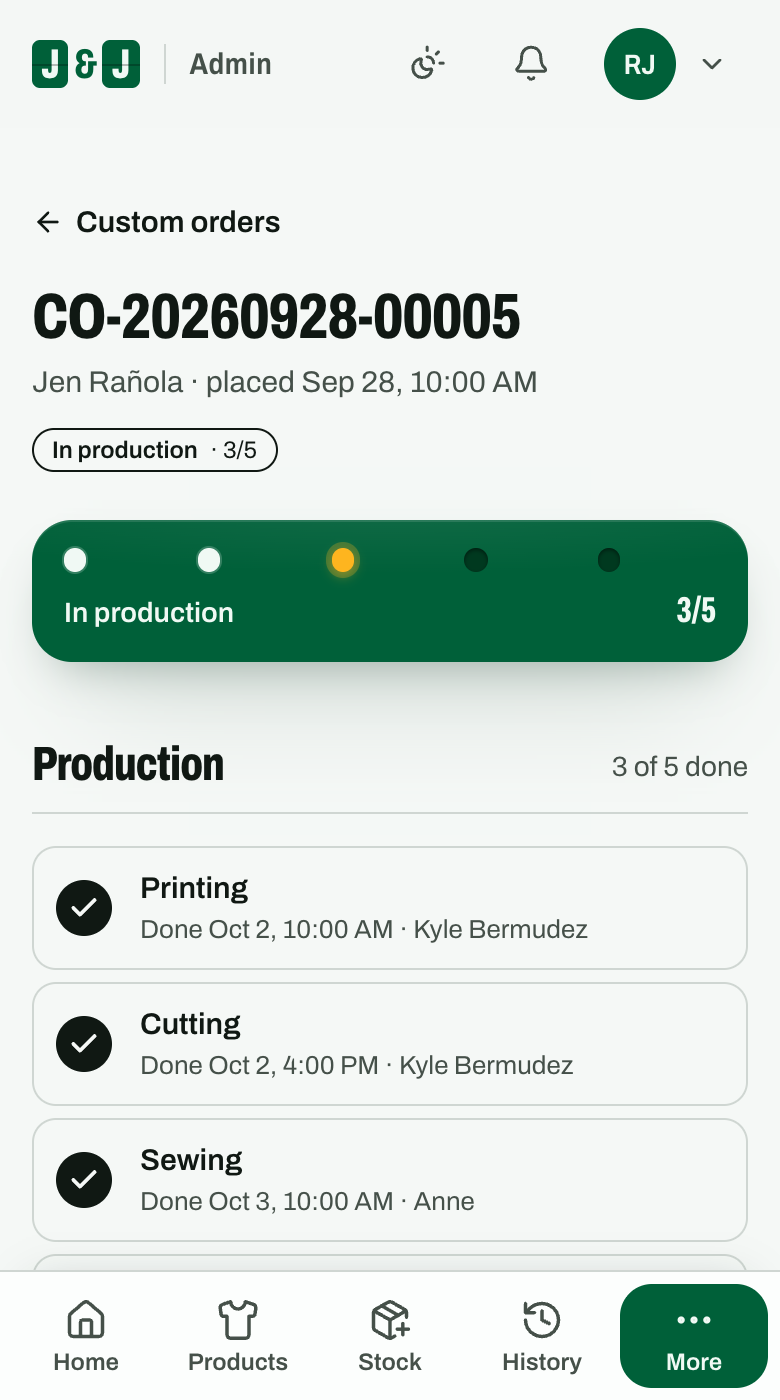 J & J Admin RJ
Custom orders
CO-20260928-00005
Jen Rañola · placed Sep 28, 10:00 AM
In production · 3/5
In production 3/5
Production 3 of 5 done
Printing
Done Oct 2, 10:00 AM · Kyle Bermudez
Cutting
Done Oct 2, 4:00 PM · Kyle Bermudez
Sewing
Done Oct 3, 10:00 AM · Anne
Home Products Stock History More